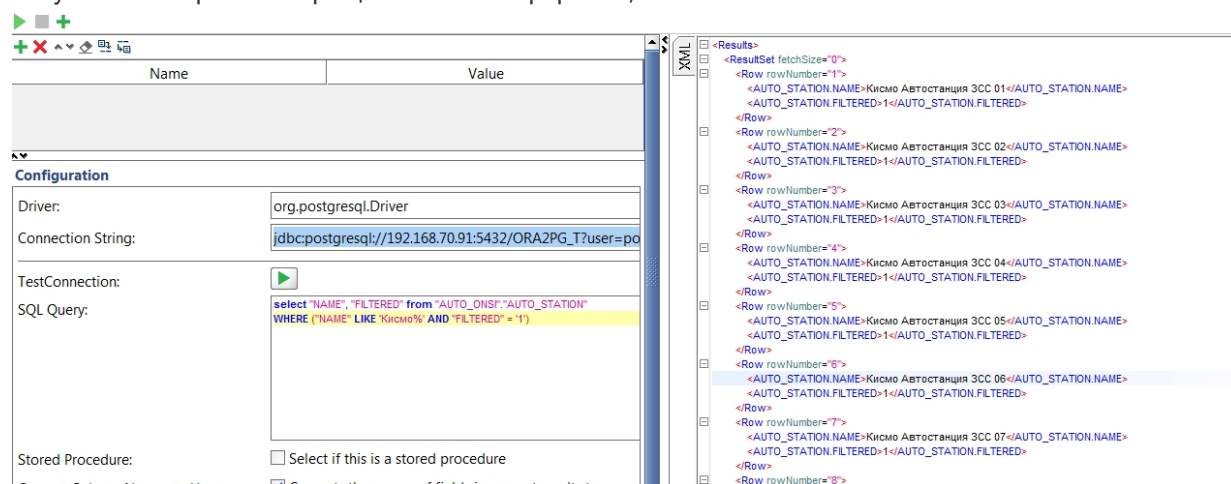 Name Value
Configuration
Driver: org.postgresql.Driver
Connection String: jdbc:postgresql://192.168.70.91:5432/ORA2PG_T?user=po
TestConnection:
SQL Query: select "NAME", "FILTERED" from "AUTO_ONSI"."AUTO_STATION"
WHERE ("NAME" LIKE 'Кисмо%' AND "FILTERED" = '1')
Stored Procedure: Select if this is a stored procedure
XML
<Results>
<ResultSet fetchSize="0">
<Row rowNumber="1">
<AUTO_STATION.NAME>Кисмо Автостанция ЗСС 01</AUTO_STATION.NAME>
<AUTO_STATION.FILTERED>1</AUTO_STATION.FILTERED>
</Row>
<Row rowNumber="2">
<AUTO_STATION.NAME>Кисмо Автостанция ЗСС 02</AUTO_STATION.NAME>
<AUTO_STATION.FILTERED>1</AUTO_STATION.FILTERED>
</Row>
<Row rowNumber="3">
<AUTO_STATION.NAME>Кисмо Автостанция ЗСС 03</AUTO_STATION.NAME>
<AUTO_STATION.FILTERED>1</AUTO_STATION.FILTERED>
</Row>
<Row rowNumber="4">
<AUTO_STATION.NAME>Кисмо Автостанция ЗСС 04</AUTO_STATION.NAME>
<AUTO_STATION.FILTERED>1</AUTO_STATION.FILTERED>
</Row>
<Row rowNumber="5">
<AUTO_STATION.NAME>Кисмо Автостанция ЗСС 05</AUTO_STATION.NAME>
<AUTO_STATION.FILTERED>1</AUTO_STATION.FILTERED>
</Row>
<Row rowNumber="6">
<AUTO_STATION.NAME>Кисмо Автостанция ЗСС 06</AUTO_STATION.NAME>
<AUTO_STATION.FILTERED>1</AUTO_STATION.FILTERED>
</Row>
<Row rowNumber="7">
<AUTO_STATION.NAME>Кисмо Автостанция ЗСС 07</AUTO_STATION.NAME>
<AUTO_STATION.FILTERED>1</AUTO_STATION.FILTERED>
</Row>
<Row rowNumber="8">